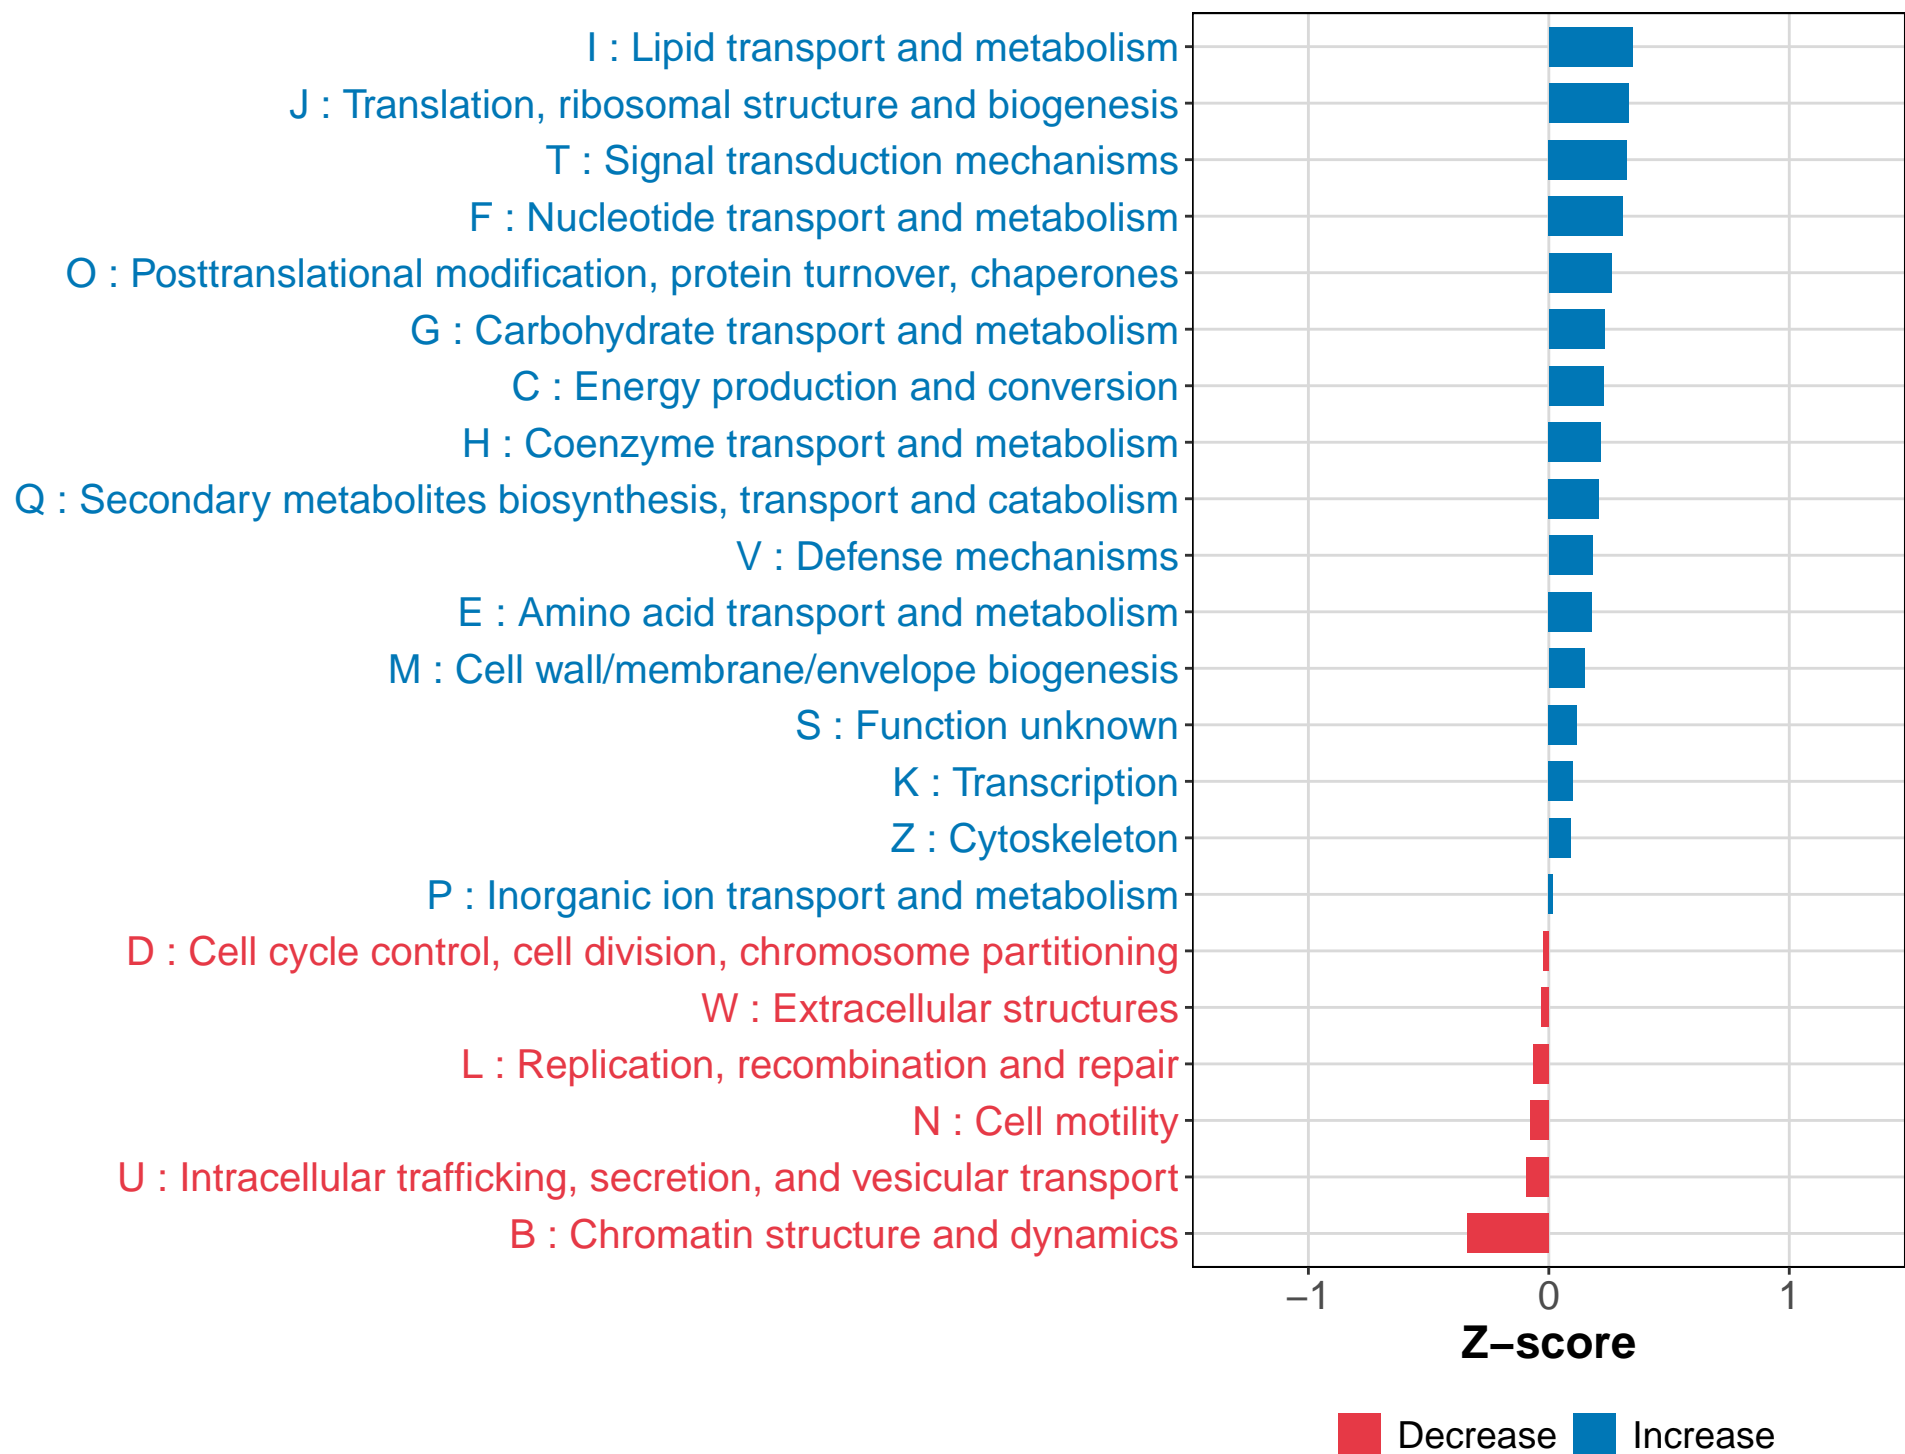 I : Lipid transport and metabolism
J : Translation, ribosomal structure and biogenesis
T : Signal transduction mechanisms
F : Nucleotide transport and metabolism
O : Posttranslational modification, protein turnover, chaperones
G : Carbohydrate transport and metabolism
C : Energy production and conversion
H : Coenzyme transport and metabolism
Q : Secondary metabolites biosynthesis, transport and catabolism
V : Defense mechanisms
E : Amino acid transport and metabolism
M : Cell wall/membrane/envelope biogenesis
S : Function unknown
K : Transcription
Z : Cytoskeleton
P : Inorganic ion transport and metabolism
D : Cell cycle control, cell division, chromosome partitioning
W : Extracellular structures
L : Replication, recombination and repair
N : Cell motility
U : Intracellular trafficking, secretion, and vesicular transport
B : Chromatin structure and dynamics
−1 0 1
Z−score
Decrease Increase